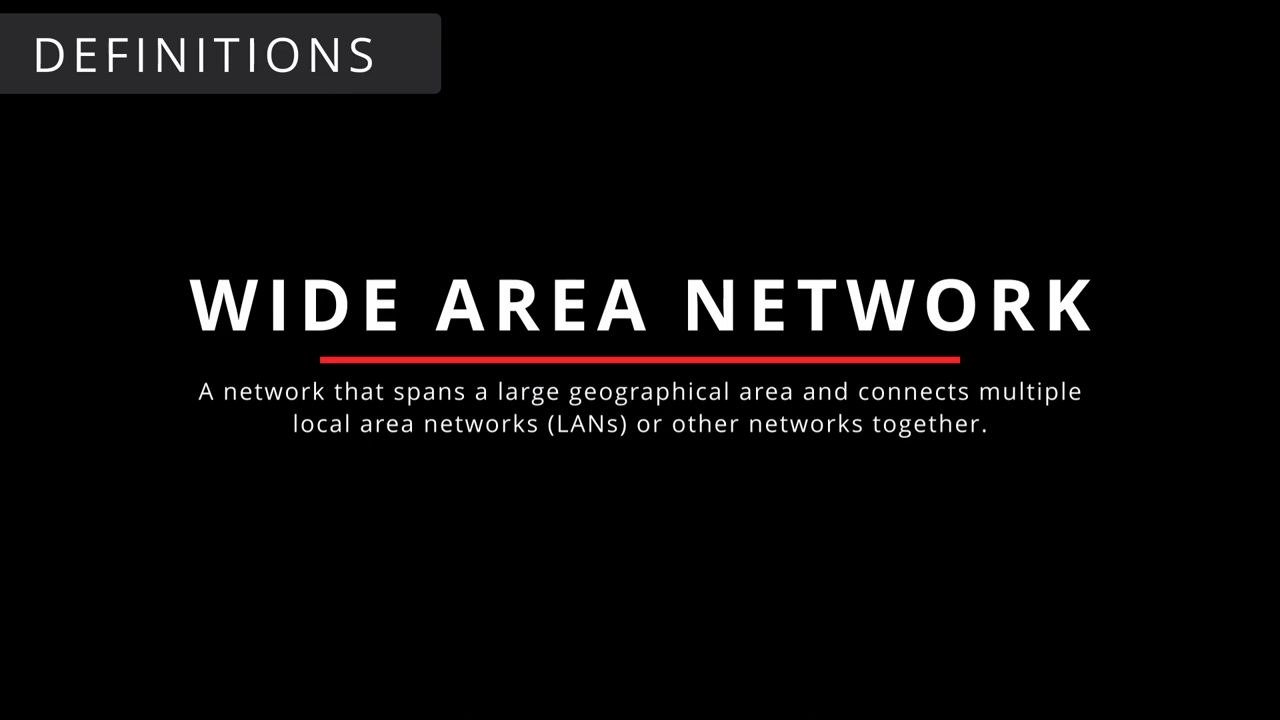 DEFINITIONS
WIDE AREA NETWORK
A network that spans a large geographical area and connects multiple
local area networks (LANs) or other networks together.